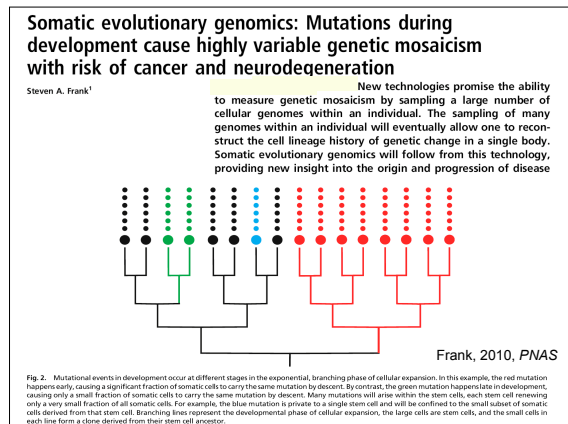 Somatic evolutionary genomics: Mutations during
development cause highly variable genetic mosaicism
with risk of cancer and neurodegeneration
Steven A. Frank1
New technologies promise the ability
to measure genetic mosaicism by sampling a large number of
cellular genomes within an individual. The sampling of many
genomes within an individual will eventually allow one to recon-
struct the cell lineage history of genetic change in a single body.
Somatic evolutionary genomics will follow from this technology,
providing new insight into the origin and progression of disease
Frank, 2010, PNAS
Fig. 2. Mutational events in development occur at different stages in the exponential, branching phase of cellular expansion. In this example, the red mutation
happens early, causing a significant fraction of somatic cells to carry the same mutation by descent. By contrast, the green mutation happens late in development,
causing only a small fraction of somatic cells to carry the same mutation by descent. Many mutations will arise within the stem cells, each stem cell renewing
only a very small fraction of all somatic cells. For example, the blue mutation is private to a single stem cell and will be confined to the small subset of somatic
cells derived from that stem cell. Branching lines represent the developmental phase of cellular expansion, the large cells are stem cells, and the small cells in
each line form a clone derived from their stem cell ancestor.